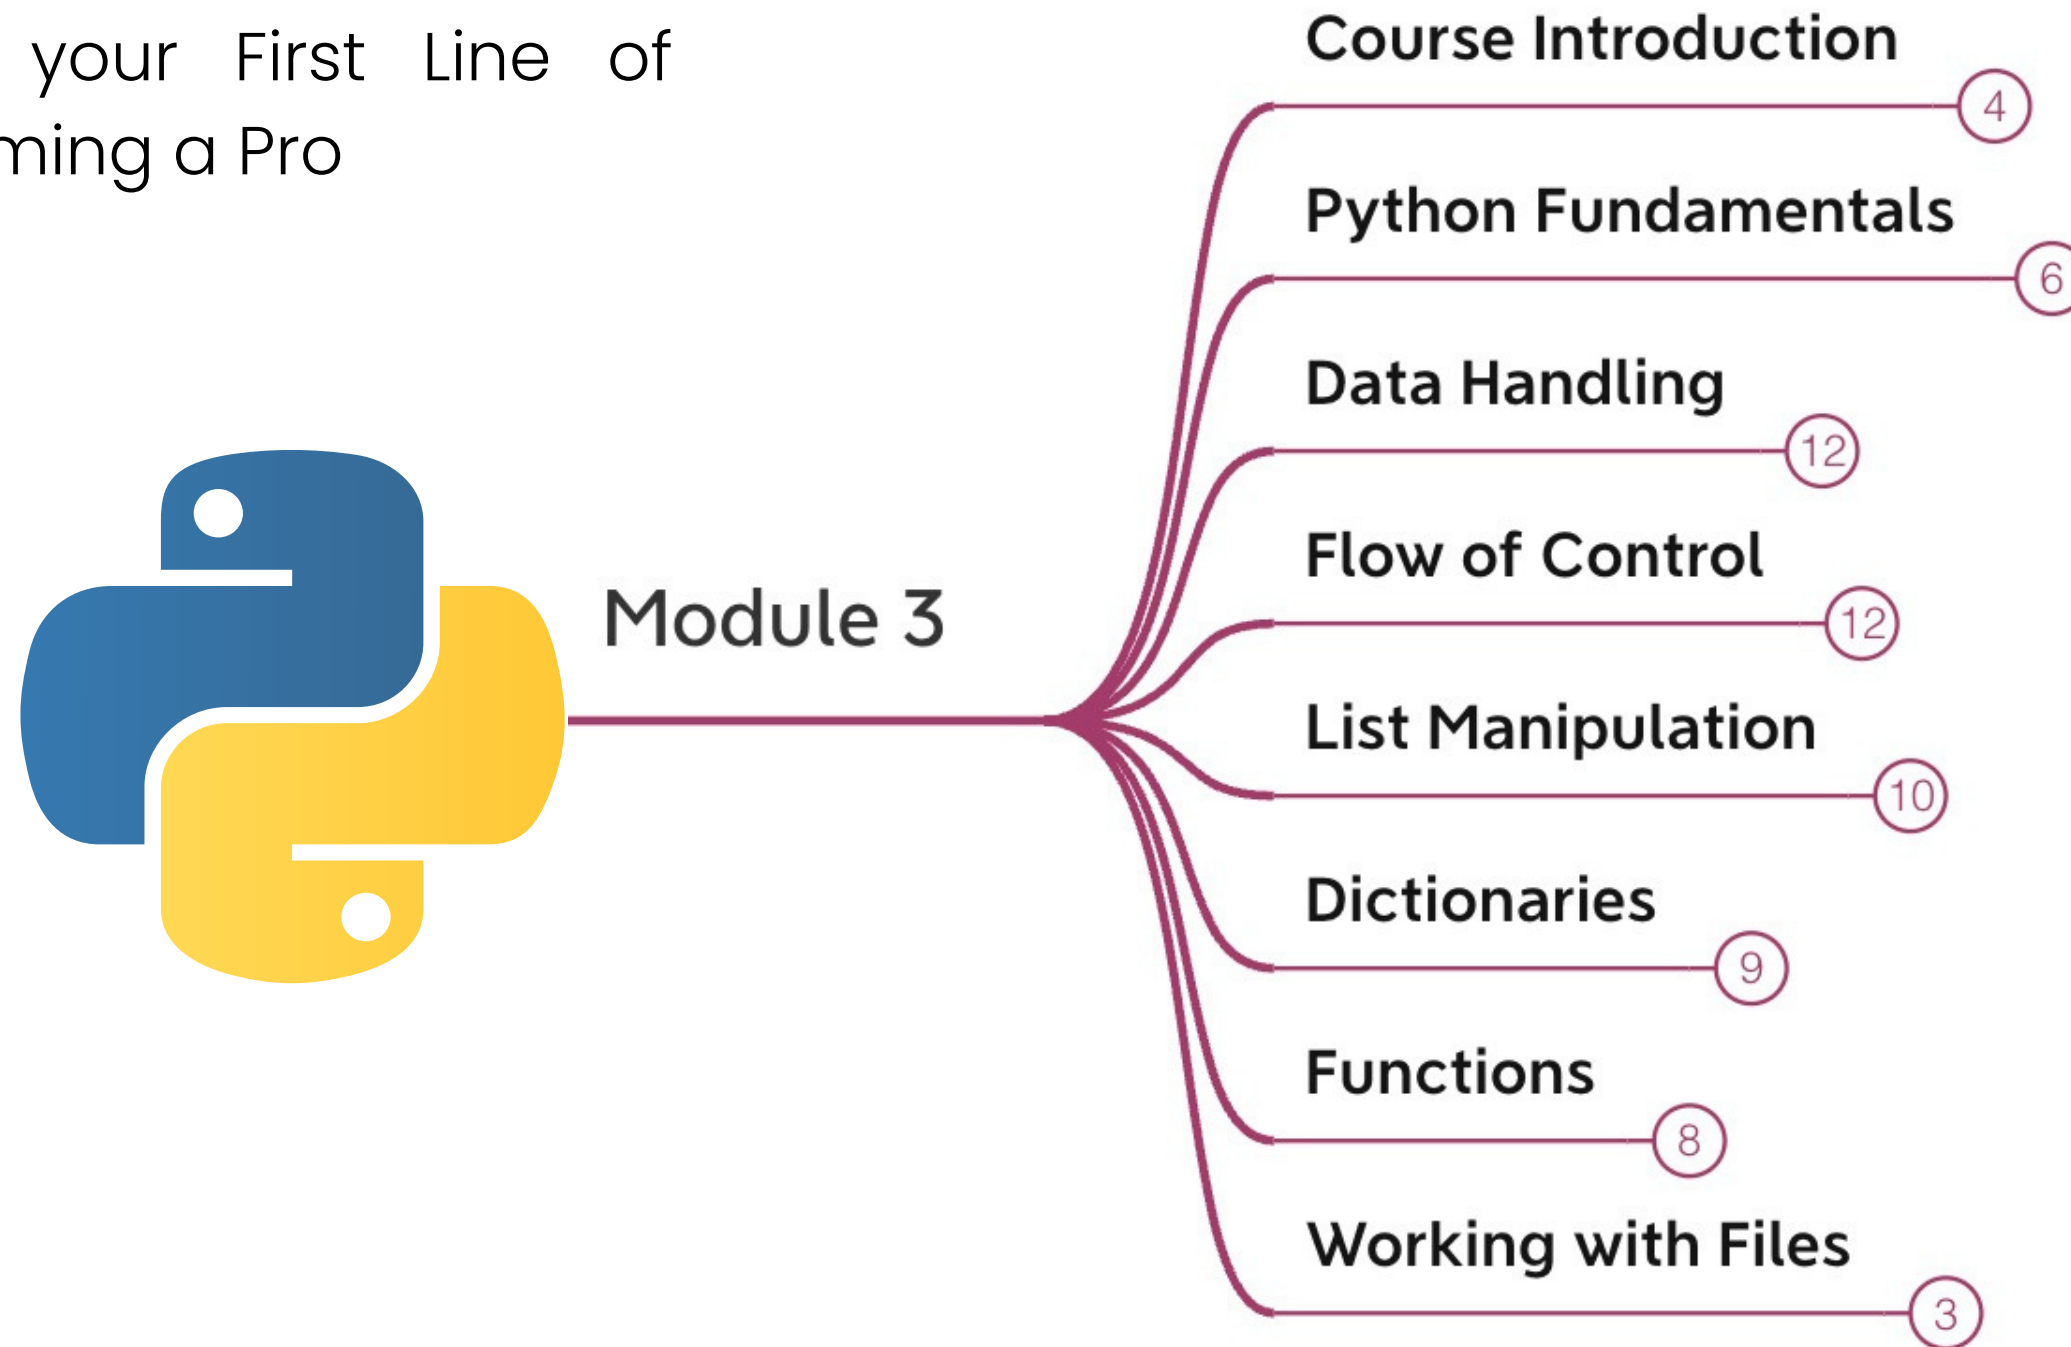 your First Line of
ming a Pro
Module 3
Course Introduction
4
Python Fundamentals
6
Data Handling
12
Flow of Control
12
List Manipulation
10
Dictionaries
9
Functions
8
Working with Files
3